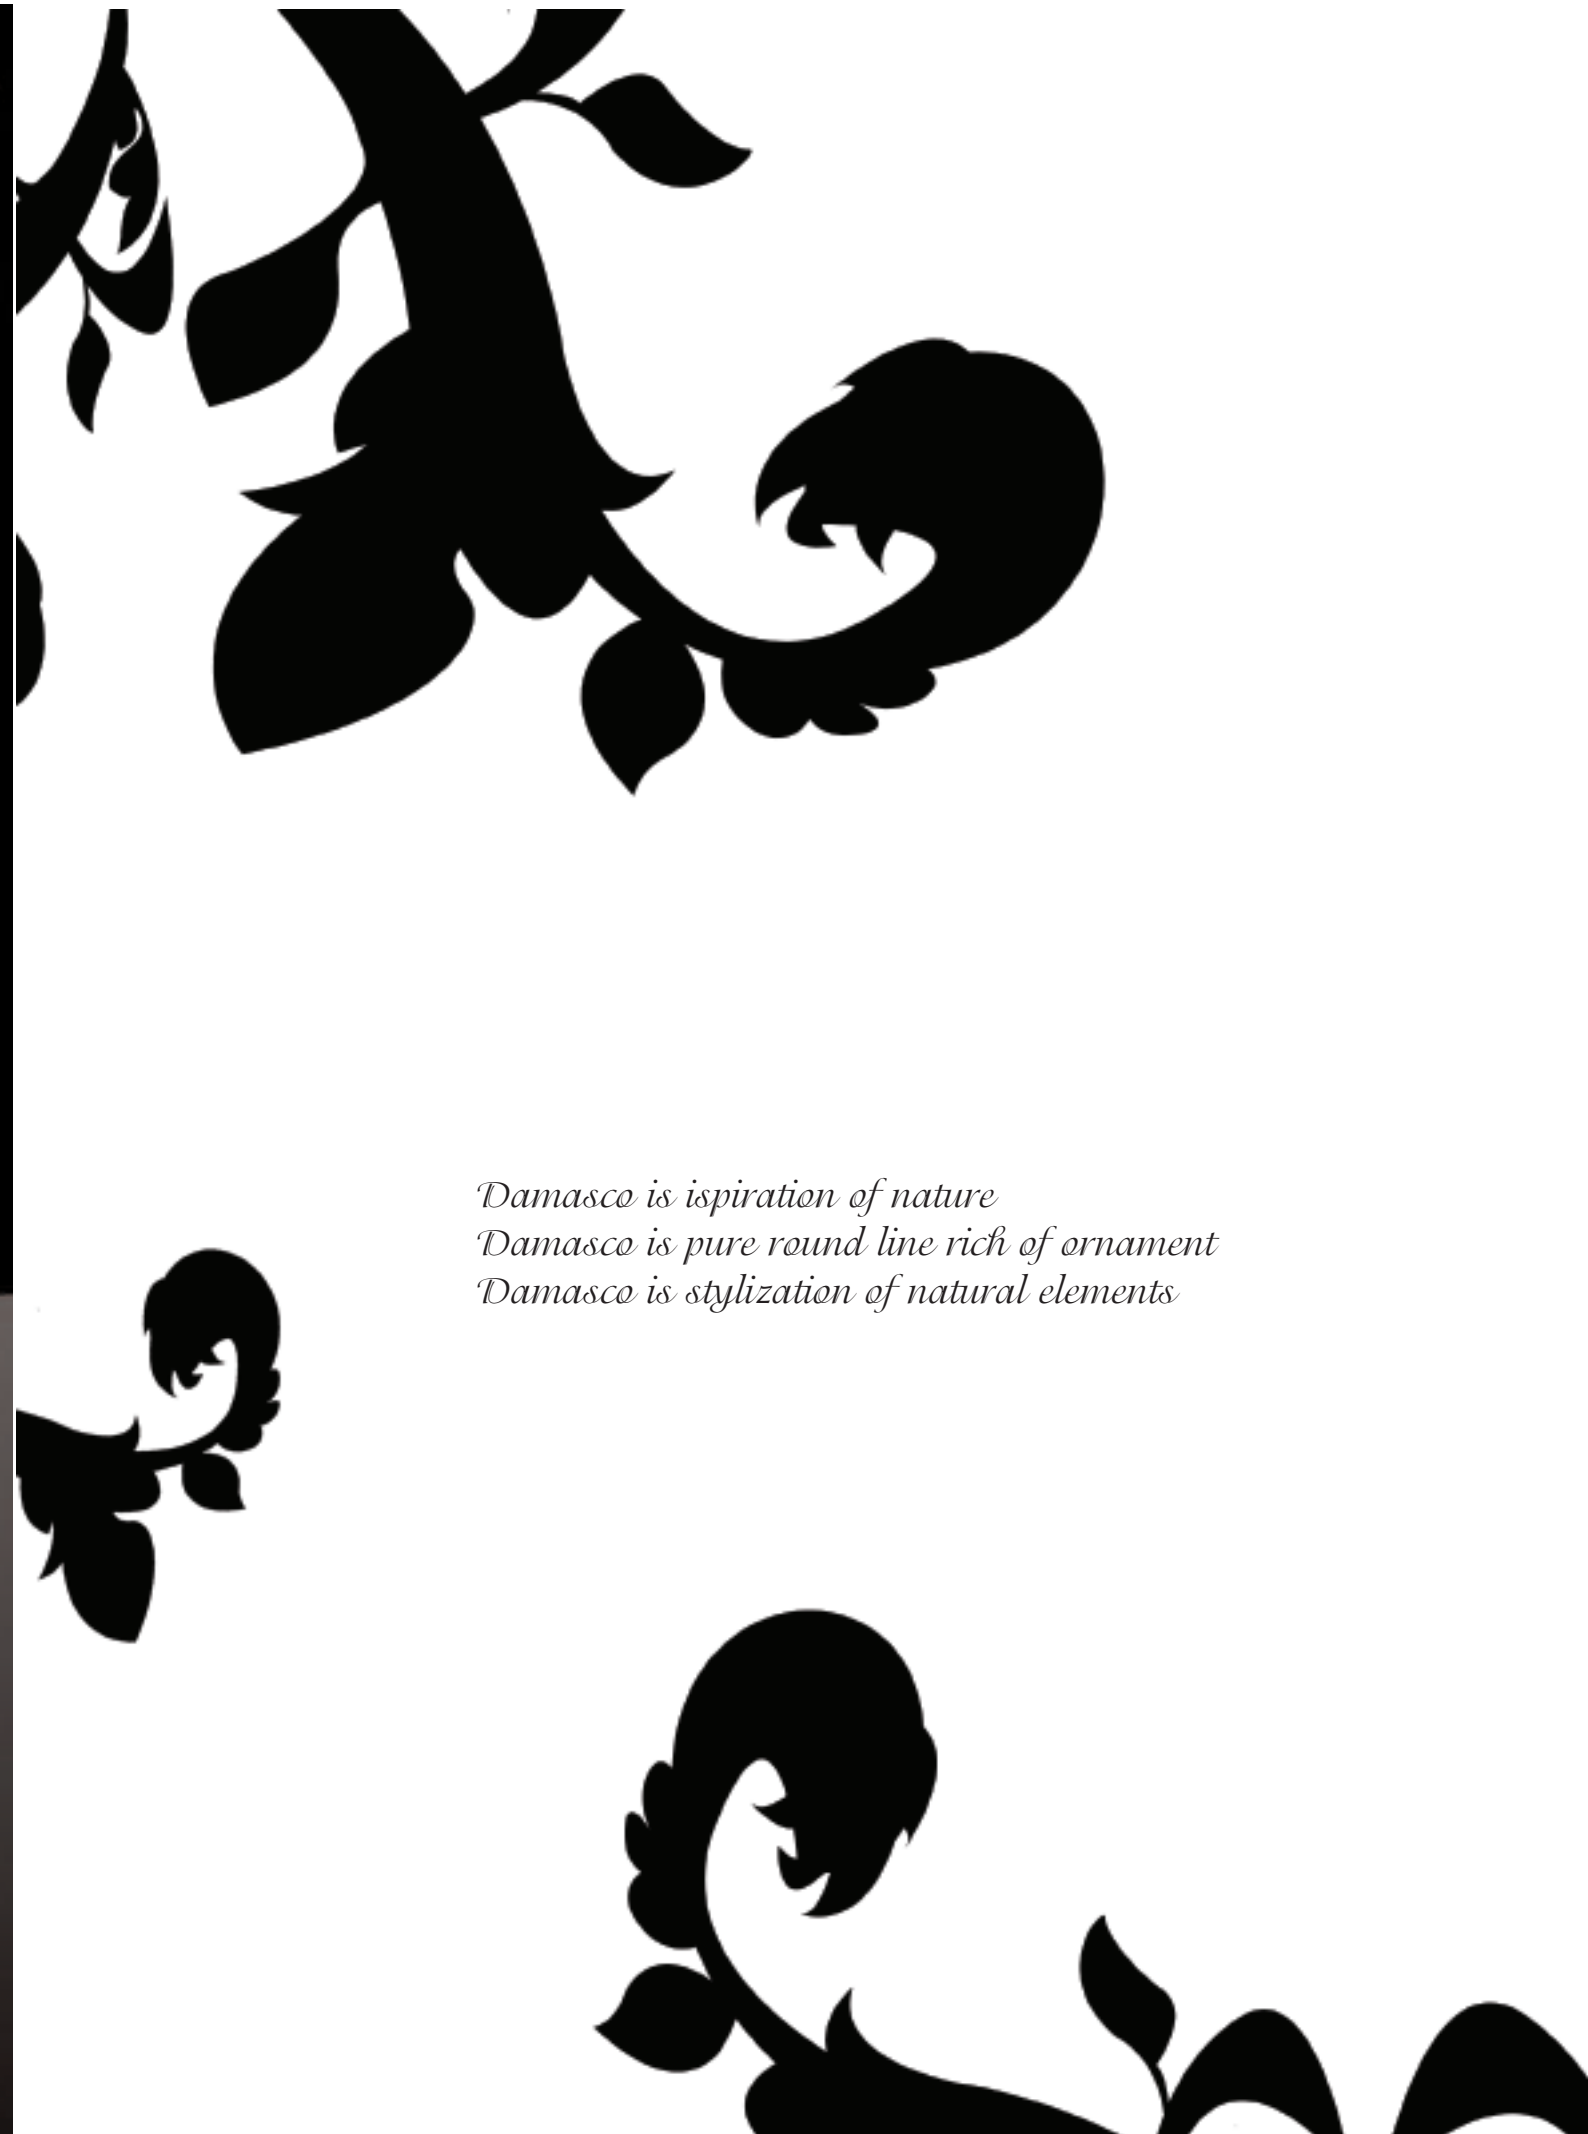 Damasco is ispiration of nature
Damasco is pure round line rich of ornament
Damasco is stylization of natural elements